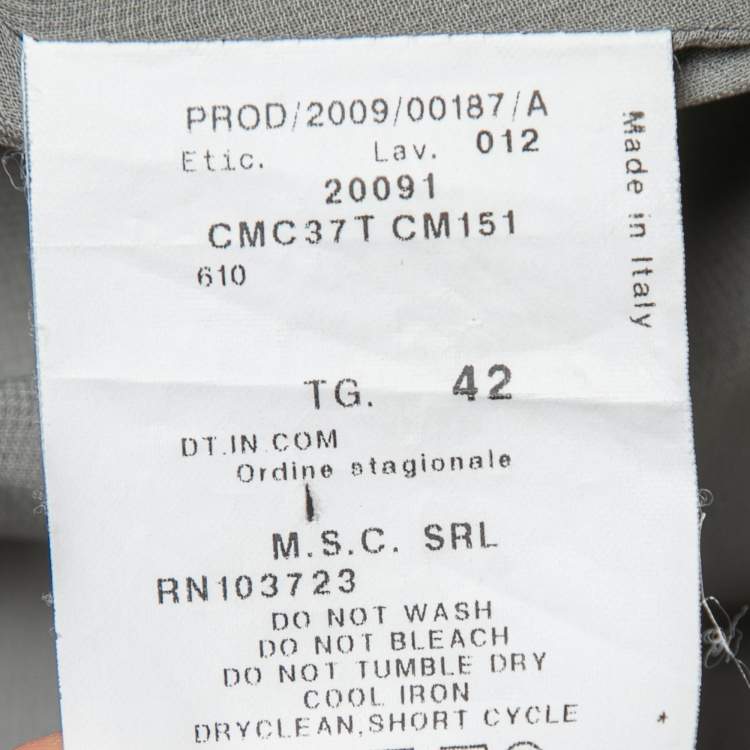 PROD/2009/00187/A
Etic. Lav. 012
20091
CMC37T CM151
610
Made in Italy
TG. 42
DT.IN.COM
Ordine stagionale
M.S.C. SRL
RN103723
DO NOT WASH
DO NOT BLEACH
DO NOT TUMBLE DRY
COOL IRON
DRYCLEAN,SHORT CYCLE
*